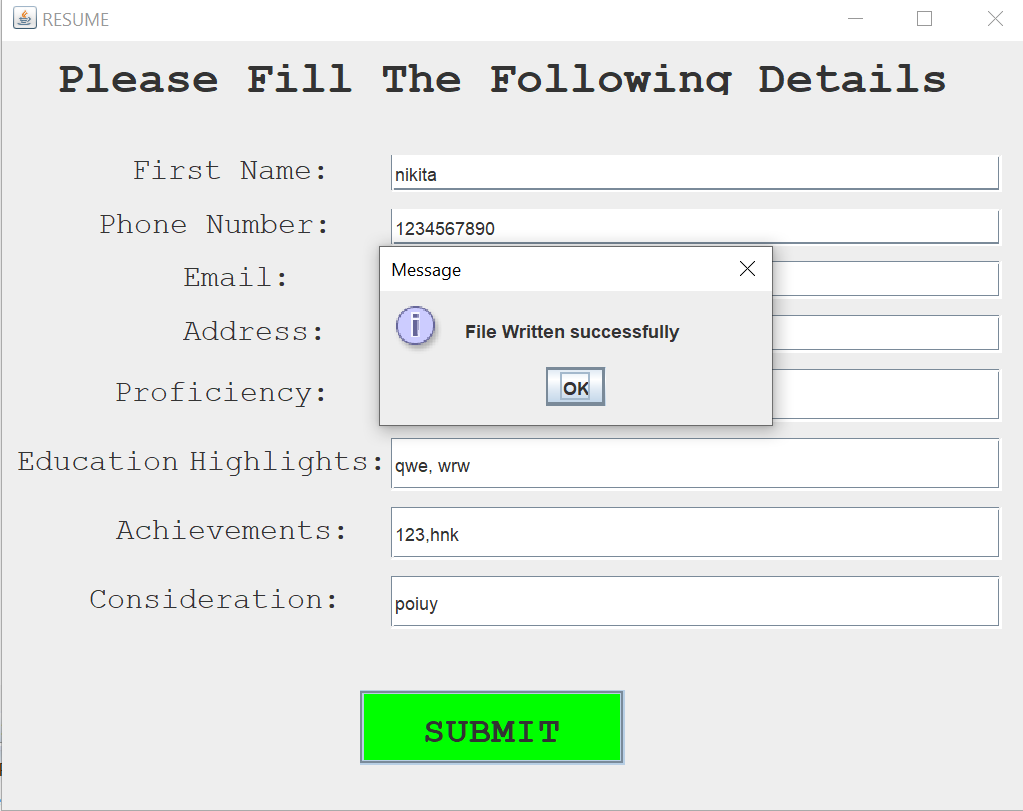 RESUME
Please Fill The Following Details
First Name: nikita
Phone Number: 1234567890
Email:
Message
Address:
File Written successfully
Proficiency:
OK
Education Highlights: qwe, wrw
Achievements: 123,hnk
Consideration: poiuy
SUBMIT